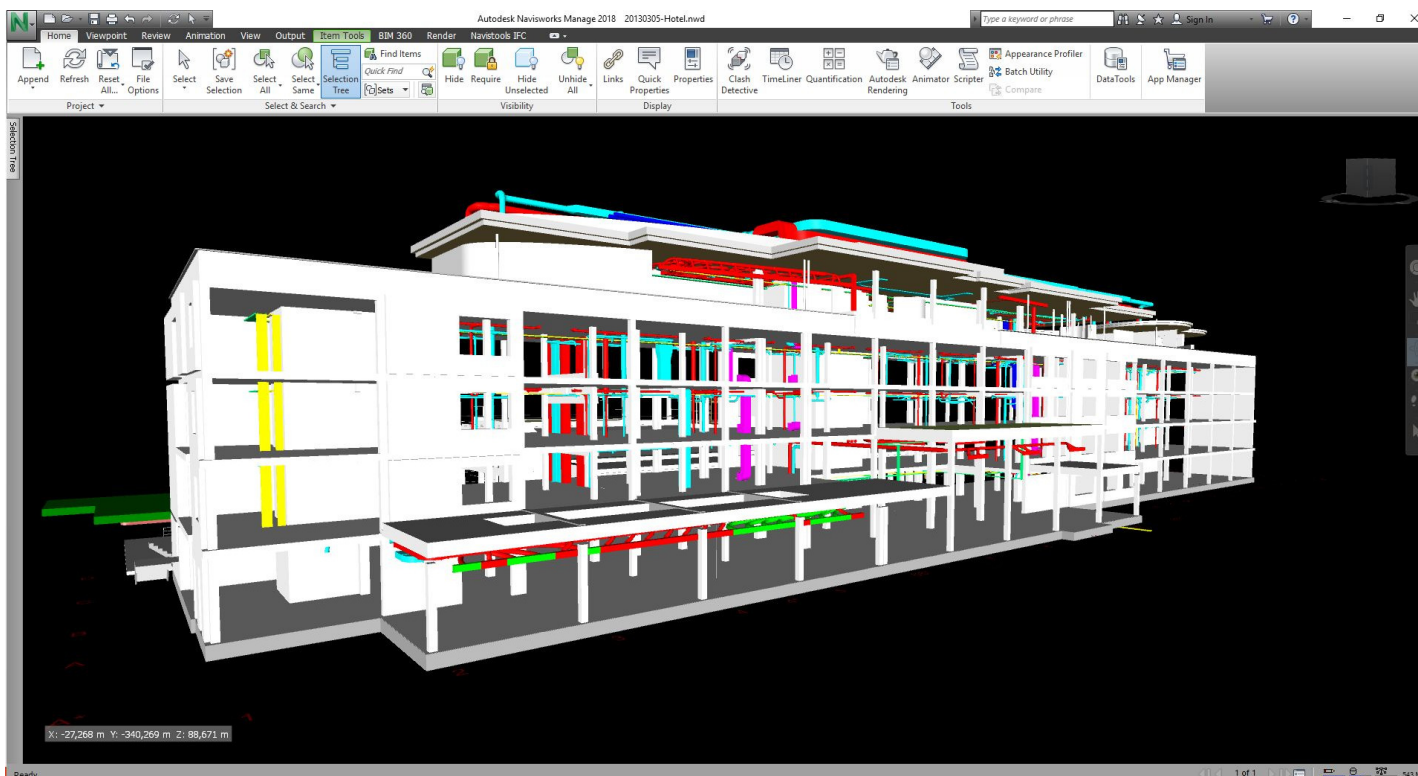 Autodesk Navisworks Manage 2018 20130305-Hotel.nwd
Type a keyword or phrase
Sign In
Home Viewpoint Review Animation View Output Item Tools BIM 360 Render Navistools IFC
Append
Refresh
Reset All...
File Options
Project
Select
Save Selection
Select All
Select Same
Selection Tree
Find Items
Quick Find
Sets
Select & Search
Hide
Require
Hide Unselected
Unhide All
Visibility
Links
Quick Properties
Properties
Display
Clash Detective
TimeLiner
Quantification
Autodesk Rendering
Animator
Scripter
Appearance Profiler
Batch Utility
Compare
Tools
DataTools
App Manager
Selection Tree
X: -27,268 m Y: -340,269 m Z: 88,671 m
Ready
1 of 1